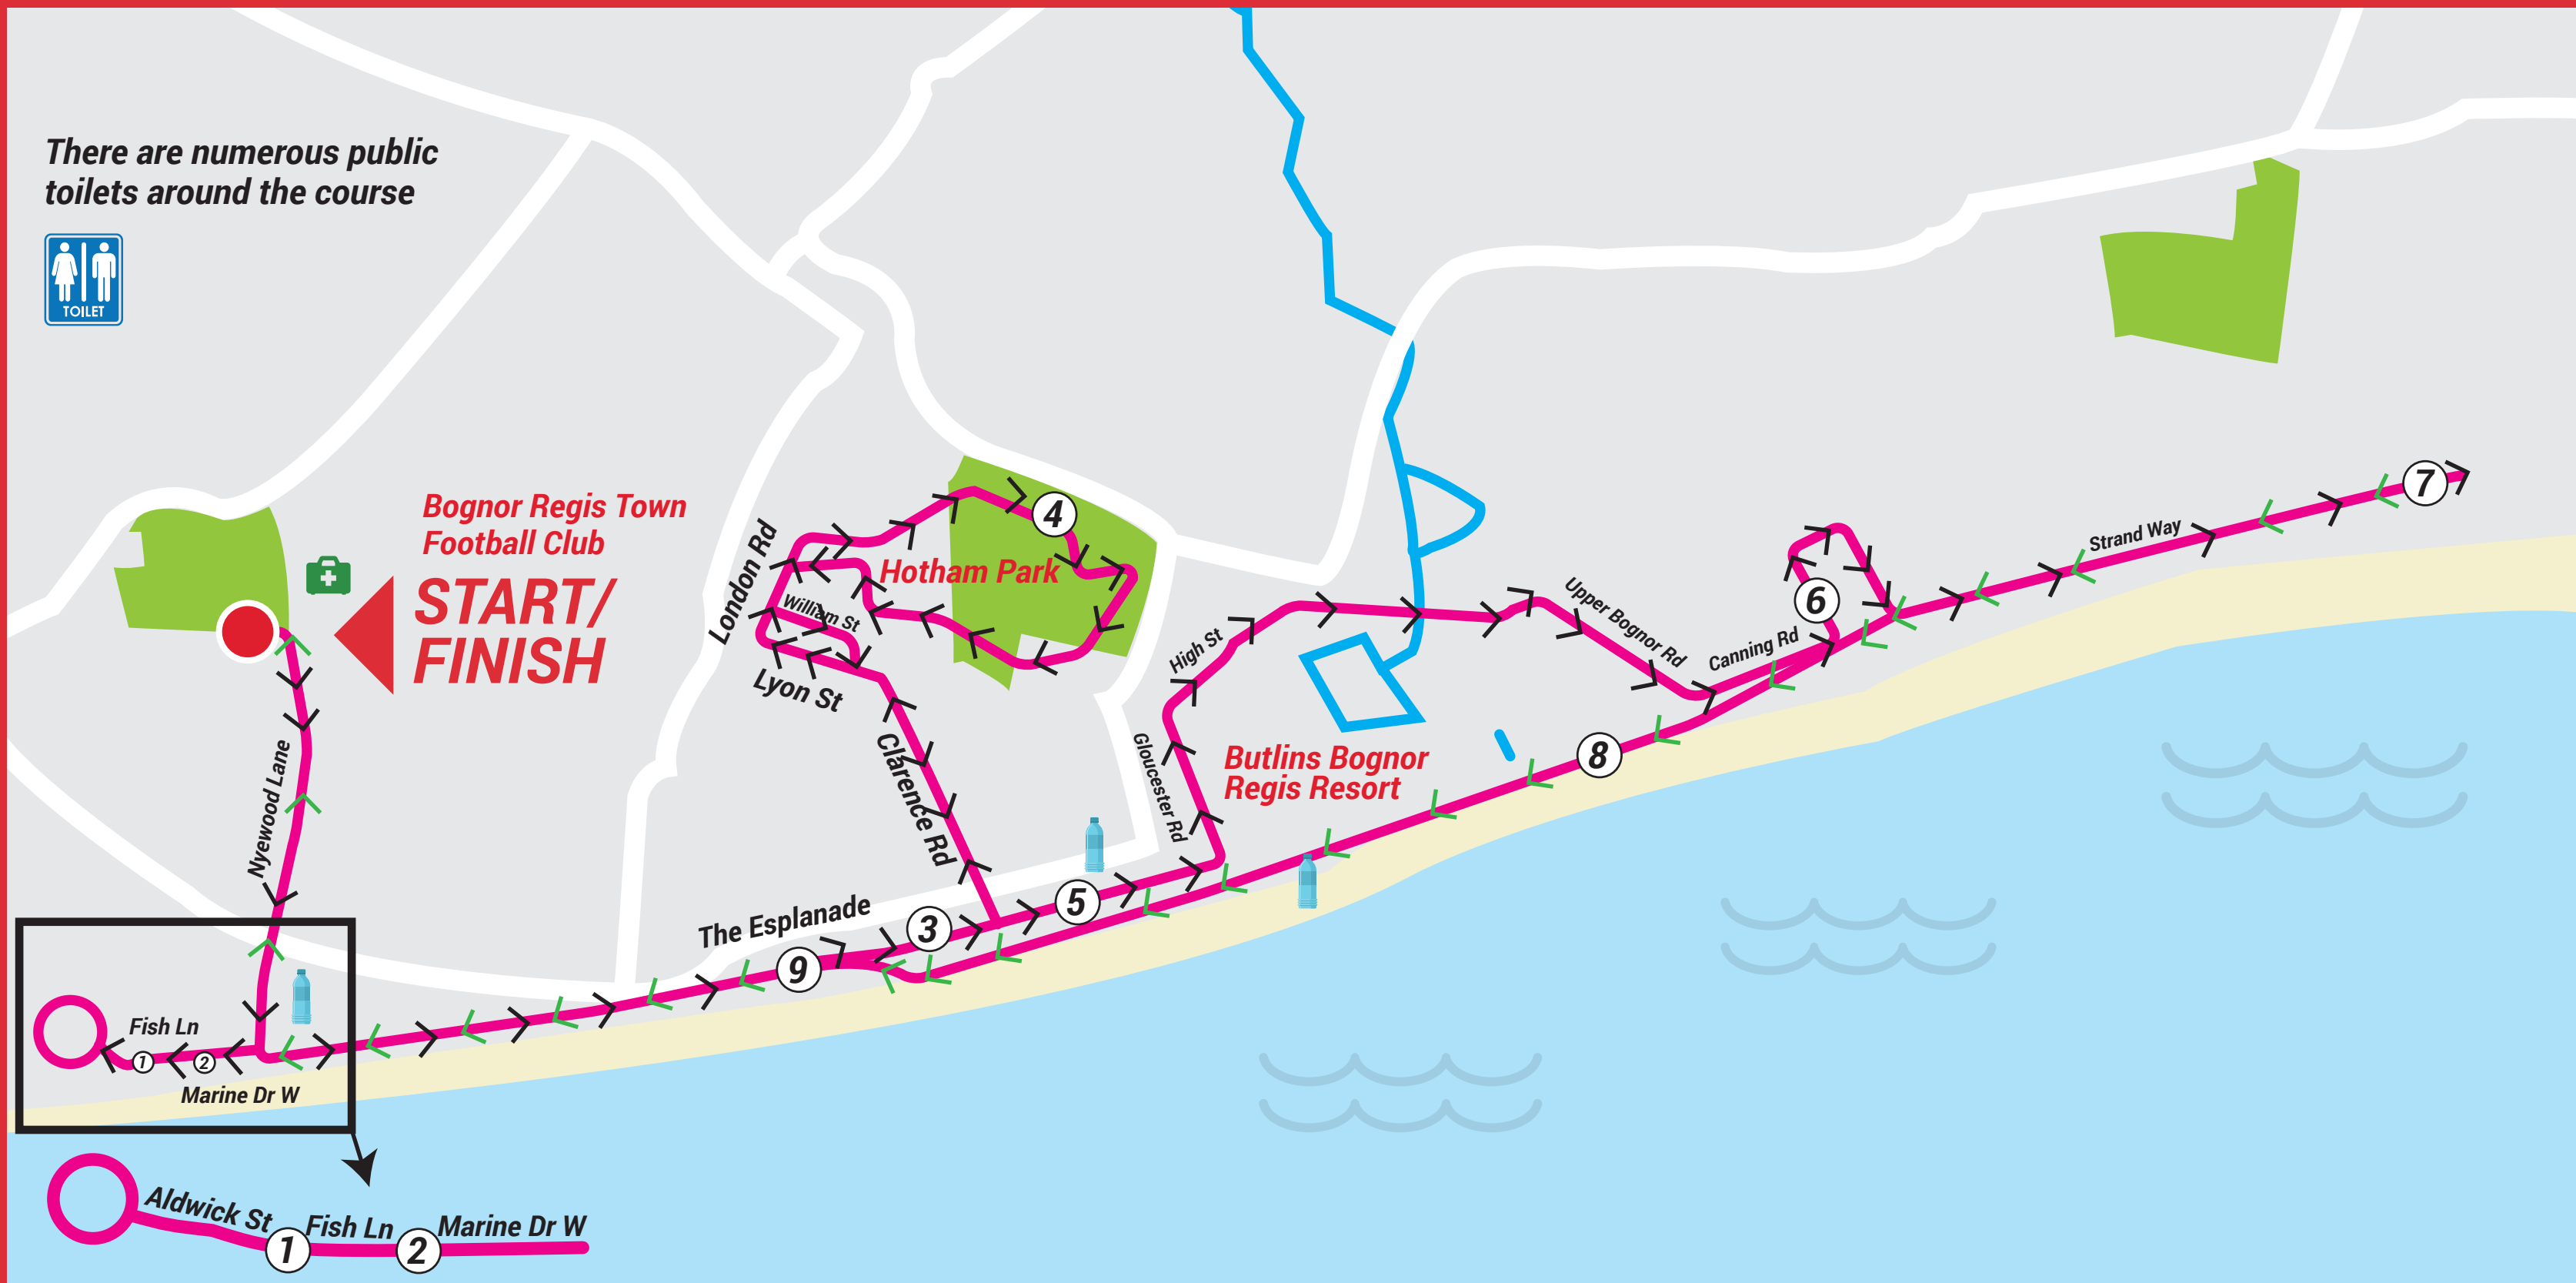 There are numerous public
toilets around the course
TOILET
Bognor Regis Town
Football Club
START/
FINISH
London Rd
Hotham Park
4
William St
Lyon St
Clarence Rd
Gloucester Rd
High St
Upper Bognor Rd
Canning Rd
6
Strand Way
7
Butlins Bognor
Regis Resort
8
Nyewood Lane
The Esplanade
3
5
9
Fish Ln
1
2
Marine Dr W
Aldwick St
1
Fish Ln
2
Marine Dr W